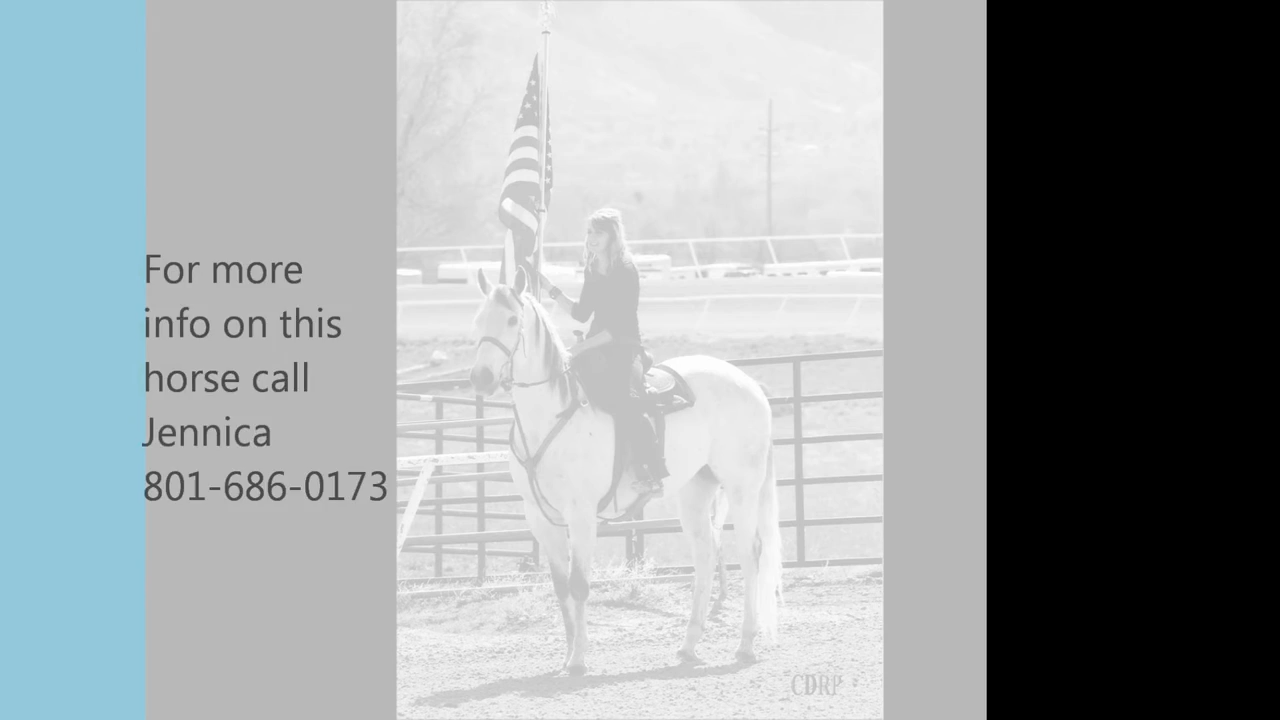 For more
info on this
horse call
Jennica
801-686-0173
CDRP